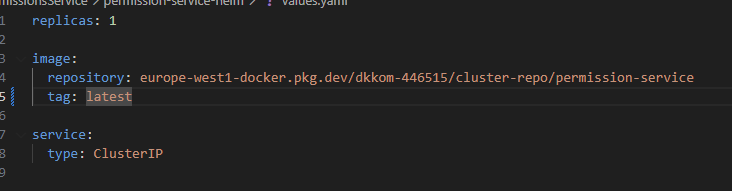 missionsService > permission-service-helm > ! values.yaml
1 replicas: 1
2
3 image:
4 repository: europe-west1-docker.pkg.dev/dkkom-446515/cluster-repo/permission-service
5 tag: latest
6
7 service:
8 type: ClusterIP
9